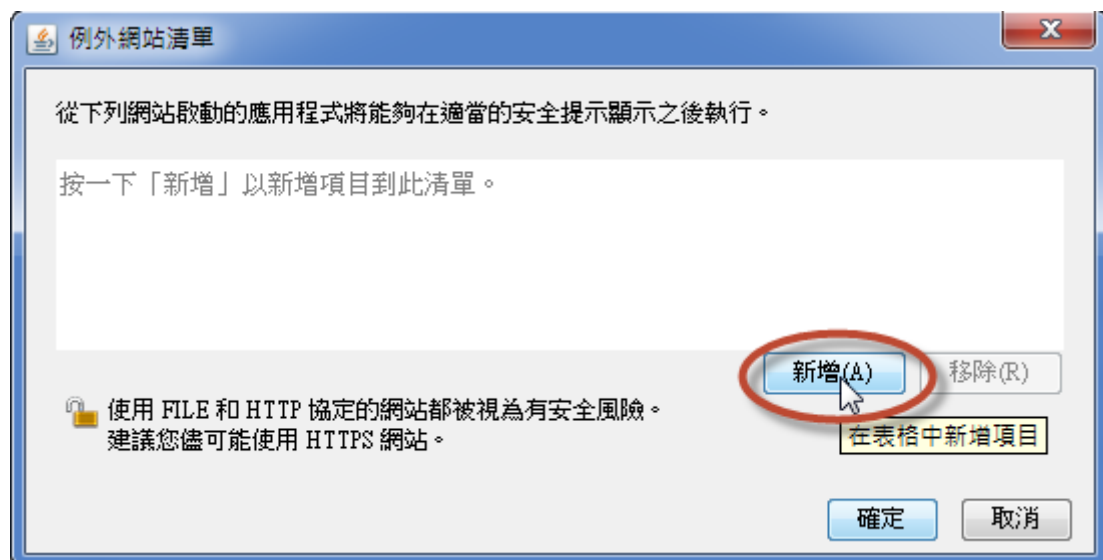 例外網站清單
從下列網站啟動的應用程式將能夠在適當的安全提示顯示之後執行。
按一下「新增」以新增項目到此清單。
新增(A)
移除(R)
使用 FILE 和 HTTP 協定的網站都被視為有安全風險。
建議您儘可能使用 HTTPS 網站。
在表格中新增項目
確定
取消